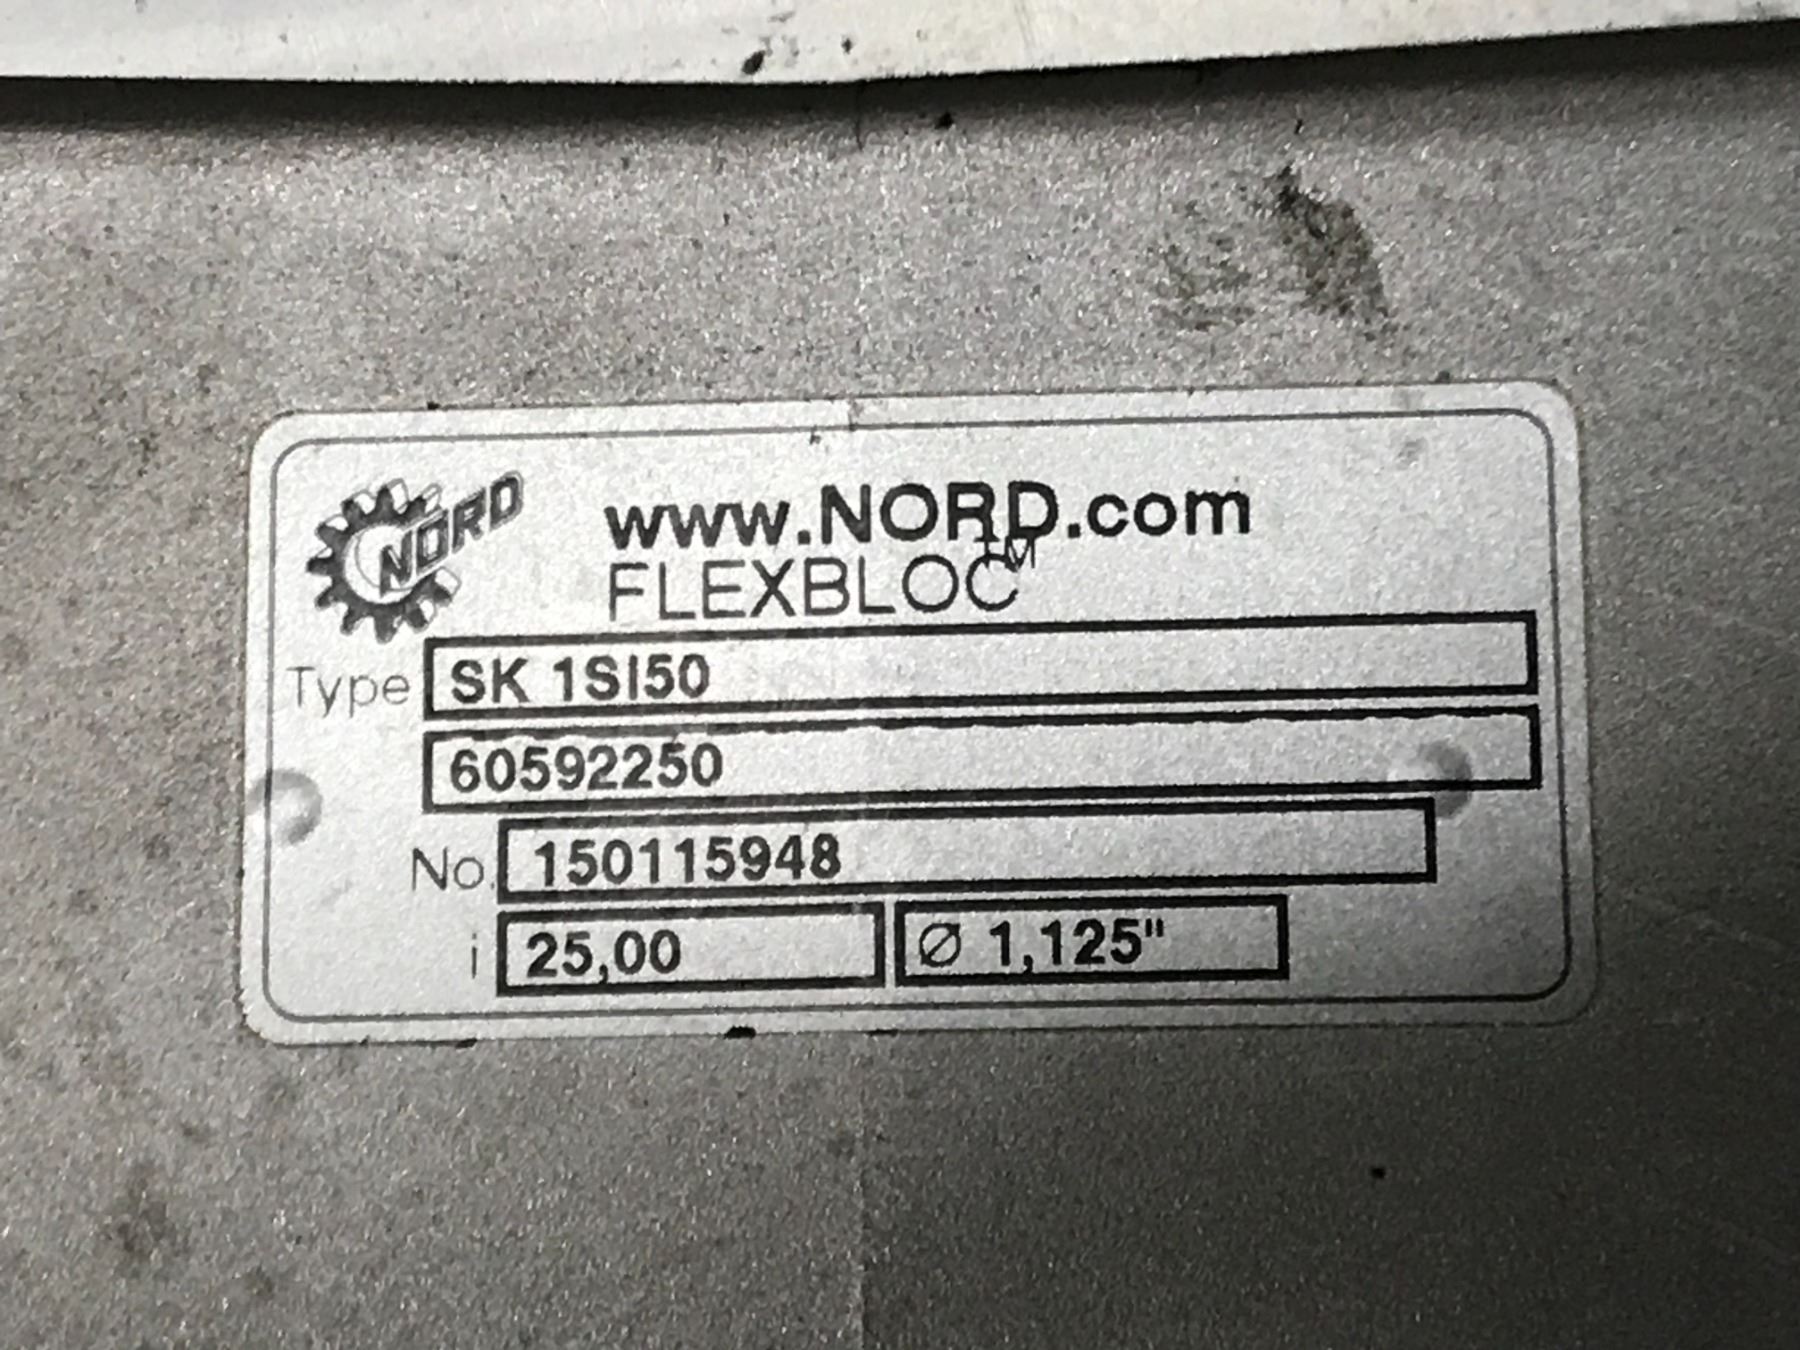 NORD
www.NORD.com
FLEXBLOC™
Type SK 1SI50
60592250
No. 150115948
i 25,00 Ø 1,125"